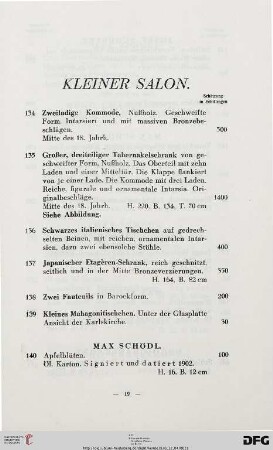 KLEINER SALON.
Schätzung
in Schillingen
134 Zweiladige Kommode, Nußholz. Geschweifte
Form. Intarsiert und mit massiven Bronzebe-
schlägen. 500
Mitte des 18. Jahrh.
135 Großer, dreiteiliger Tabernakelschrank von ge-
schweifter Form, Nußholz. Das Oberteil mit zehn
Laden und einer Mitteltür. Die Klappe flankiert
von je einer Lade. Die Kommode mit drei Laden.
Reiche, figurale und ornamentale Intarsia. Ori-
ginalbeschläge. 1400
Mitte des 18. Jahrh. H. 220, B. 134, T. 70 cm
Siehe Abbildung.
136 Schwarzes italienisches Tischchen auf gedrech-
selten Beinen, mit reichen, ornamentalen Intar-
sien, dazu zwei ebensolche Stühle. 400
137 Japanischer Etagèren-Schrank, reich geschnitzt,
seitlich und in der Mitte Bronzeverzierungen. 350
H. 164, B. 82 cm
138 Zwei Fauteuils in Barockform. 200
139 Kleines Mahagonitischchen. Unter der Glasplatte
Ansicht der Karlskirche. 50
MAX SCHÖDL.
140 Apfelblüten. 100
Öl. Karton. Signiert und datiert 1902.
H. 16, B. 12 cm
— 19 —
DFG